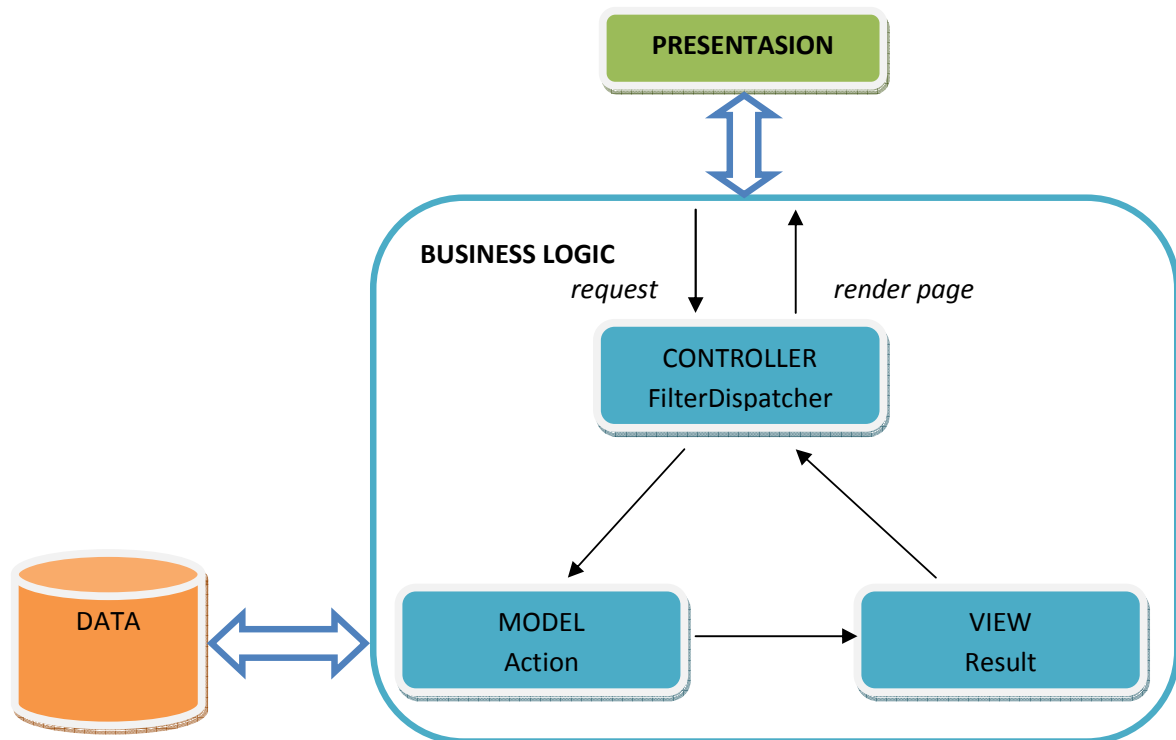 PRESENTASION
BUSINESS LOGIC
request
render page
CONTROLLER
FilterDispatcher
DATA
MODEL
Action
VIEW
Result